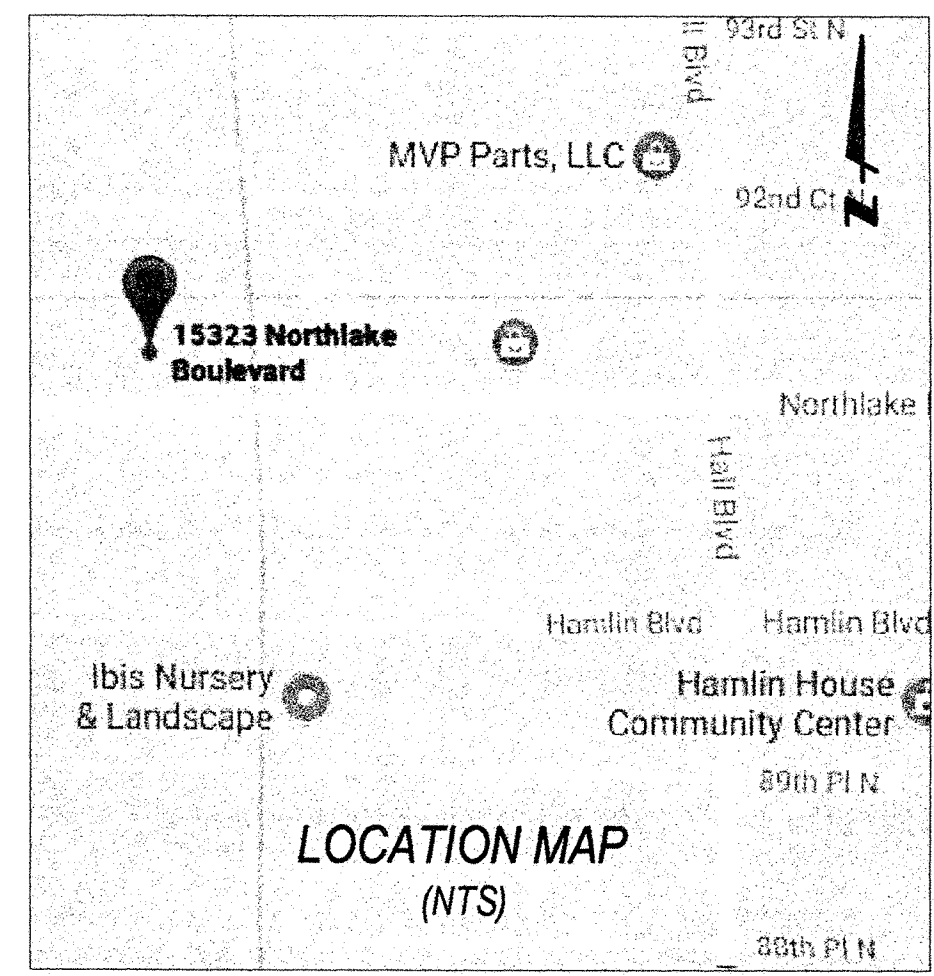 93rd St N
Blvd
MVP Parts, LLC
92nd Ct N
N
15323 Northlake
Boulevard
Northlake
Hall Blvd
Hamlin Blvd
Hamlin Blvd
Ibis Nursery
& Landscape
Hamlin House
Community Center
89th Pl N
LOCATION MAP
(NTS)
88th Pl N